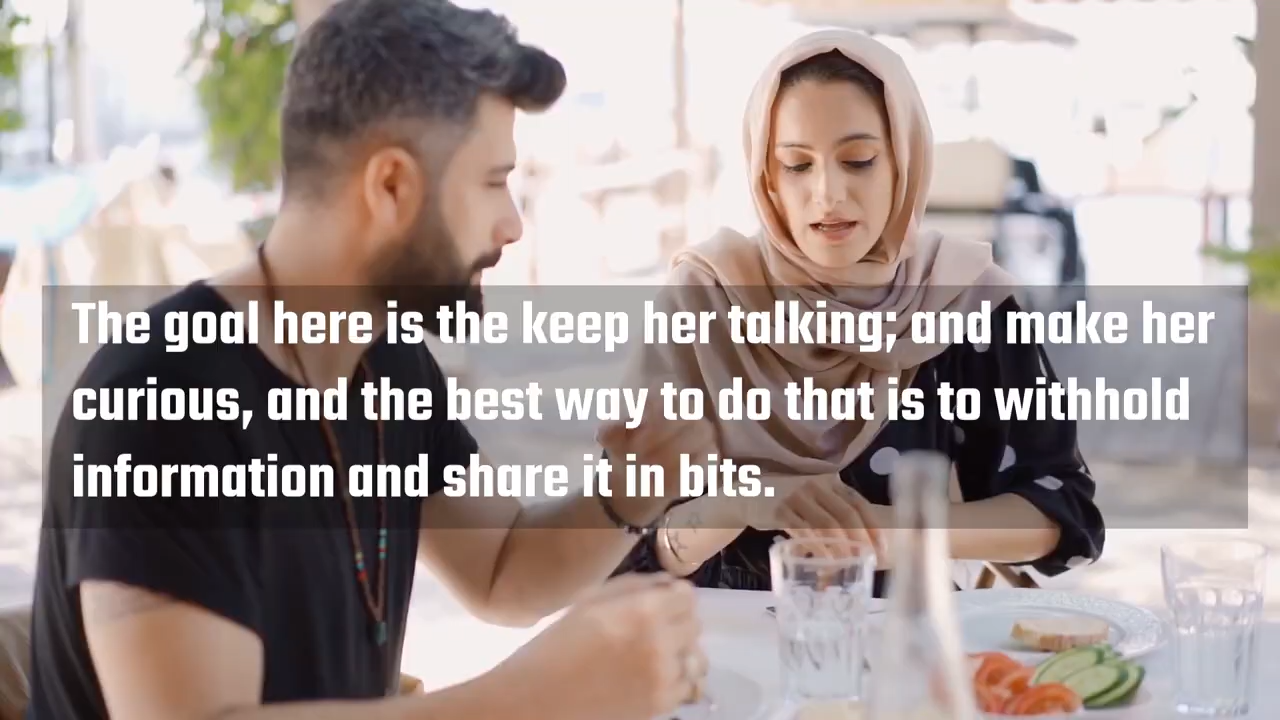 The goal here is the keep her talking; and make her
curious, and the best way to do that is to withhold
information and share it in bits.